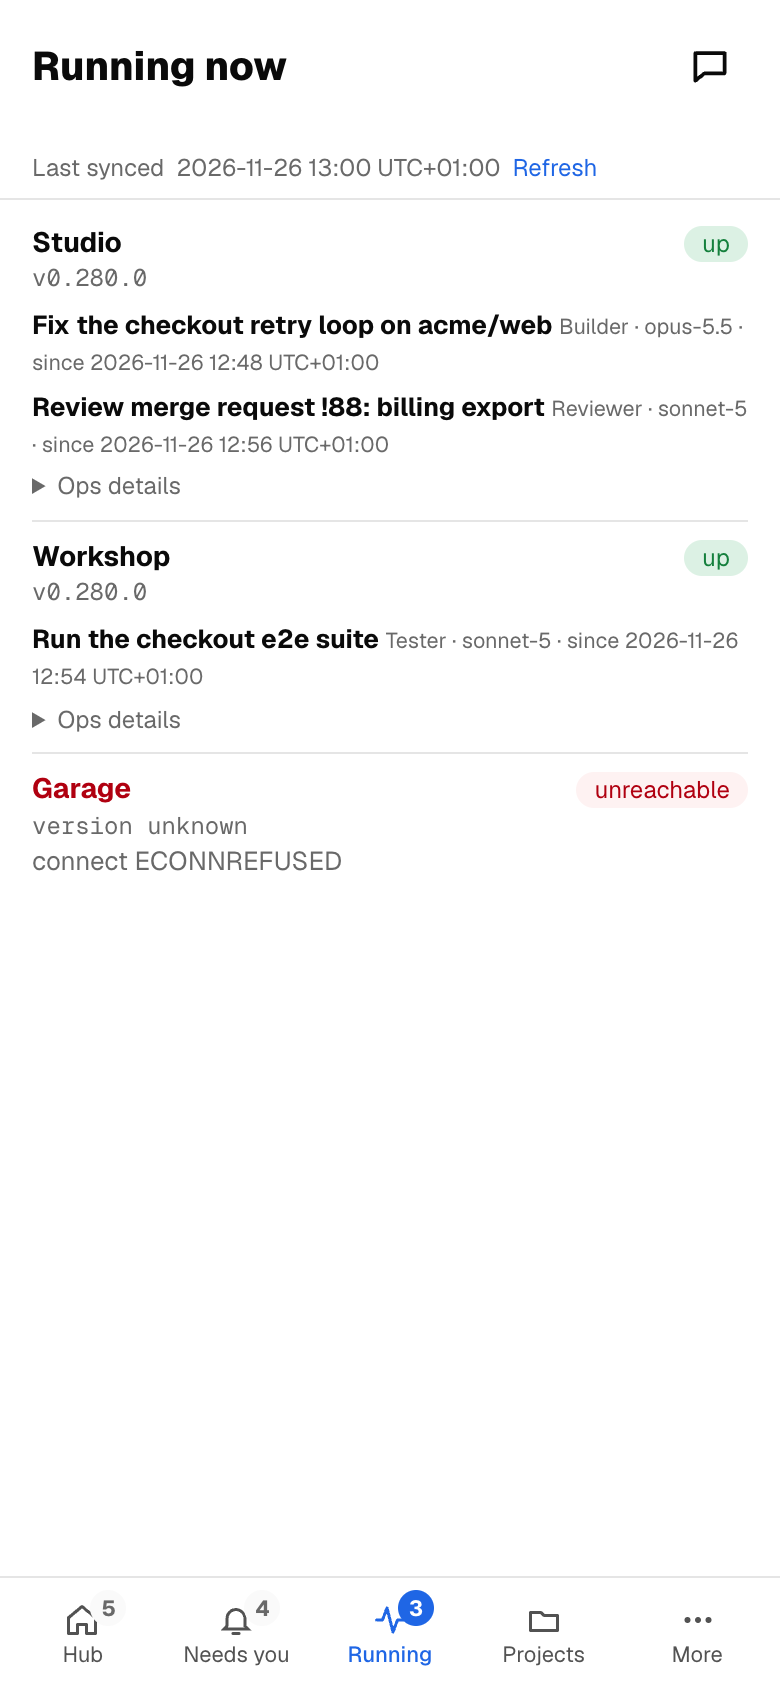 Running now
Last synced 2026-11-26 13:00 UTC+01:00 Refresh
Studio
up
v0.280.0
Fix the checkout retry loop on acme/web Builder · opus-5.5 ·
since 2026-11-26 12:48 UTC+01:00
Review merge request !88: billing export Reviewer · sonnet-5
· since 2026-11-26 12:56 UTC+01:00
Ops details
Workshop
up
v0.280.0
Run the checkout e2e suite Tester · sonnet-5 · since 2026-11-26
12:54 UTC+01:00
Ops details
Garage
unreachable
version unknown
connect ECONNREFUSED
5
4
3
Hub
Needs you
Running
Projects
More